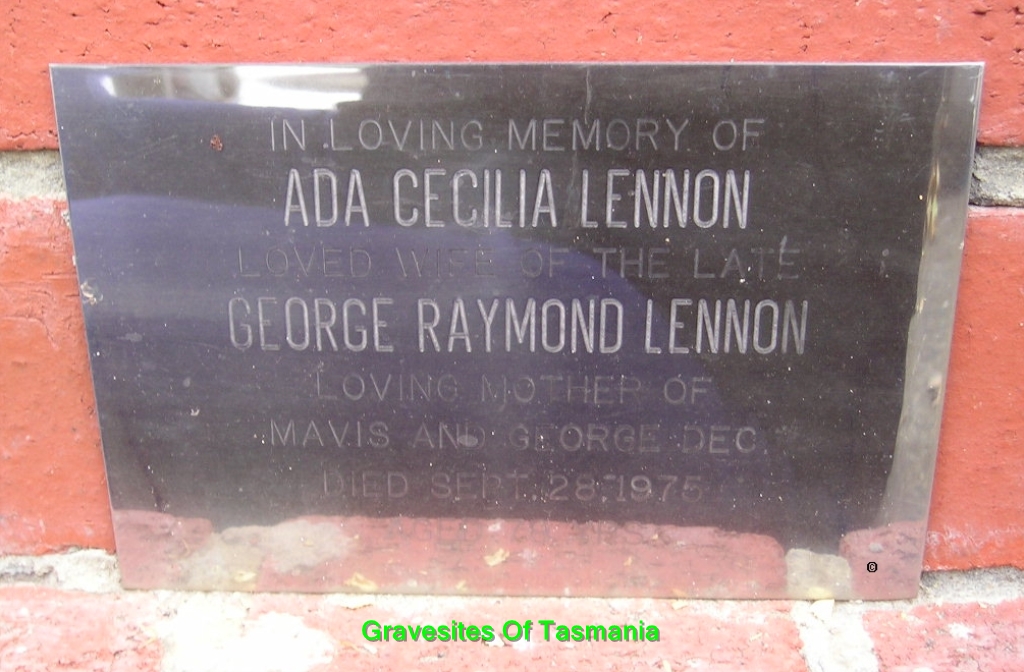 IN LOVING MEMORY OF
ADA CECILIA LENNON
LOVED WIFE OF THE LATE
GEORGE RAYMOND LENNON
LOVING MOTHER OF
MAVIS AND GEORGE DEC.
DIED SEPT. 28, 1975
©
Gravesites Of Tasmania